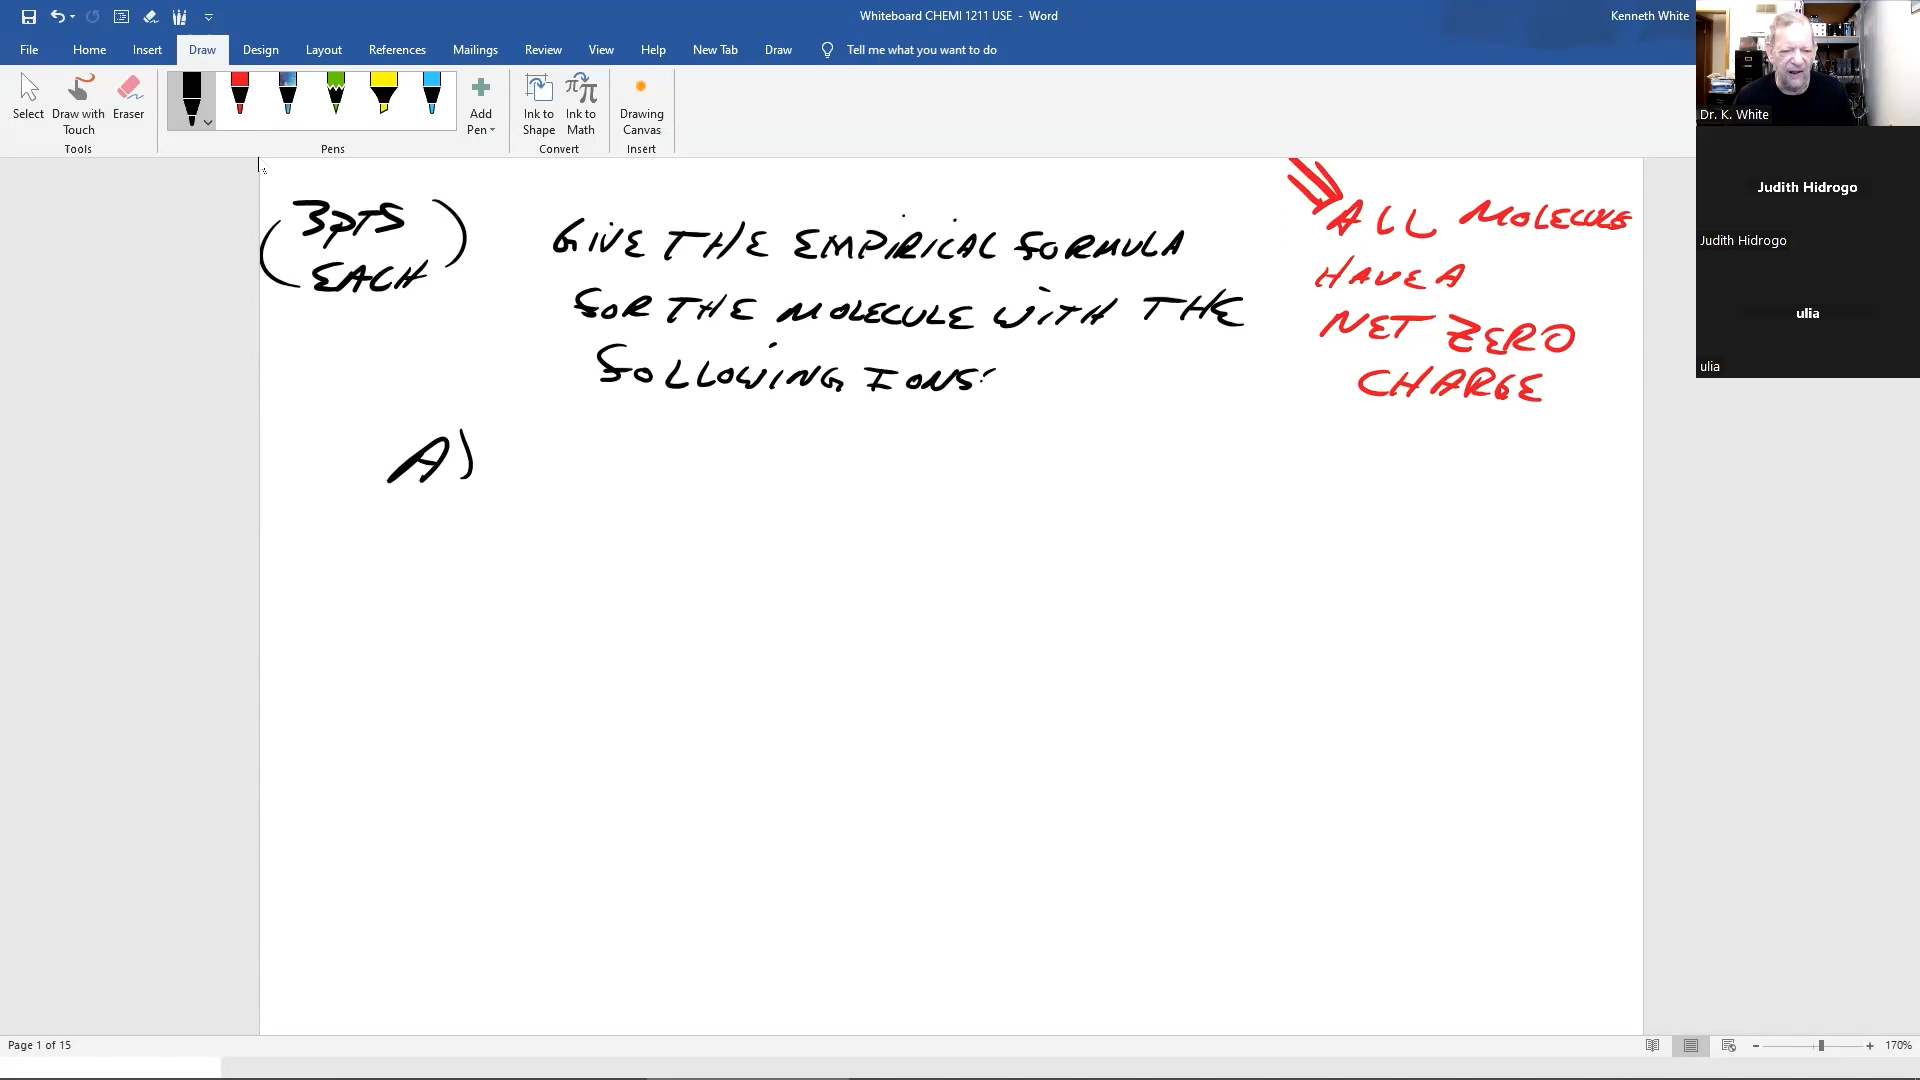 Whiteboard CHEMI 1211 USE - Word
Kenneth White
File Home Insert Draw Design Layout References Mailings Review View Help New Tab Draw Tell me what you want to do
Select
Draw with Touch
Eraser
Add Pen
Ink to Shape
Ink to Math
Drawing Canvas
Tools
Pens
Convert
Insert
Dr. K. White
Judith Hidrogo
Judith Hidrogo
ulia
ulia
(3PTS
EACH)
GIVE THE EMPIRICAL FORMULA
FOR THE MOLECULE WITH THE
FOLLOWING IONS:
ALL MOLECULE
HAVE A
NET ZERO
CHARGE
A)
Page 1 of 15
170%